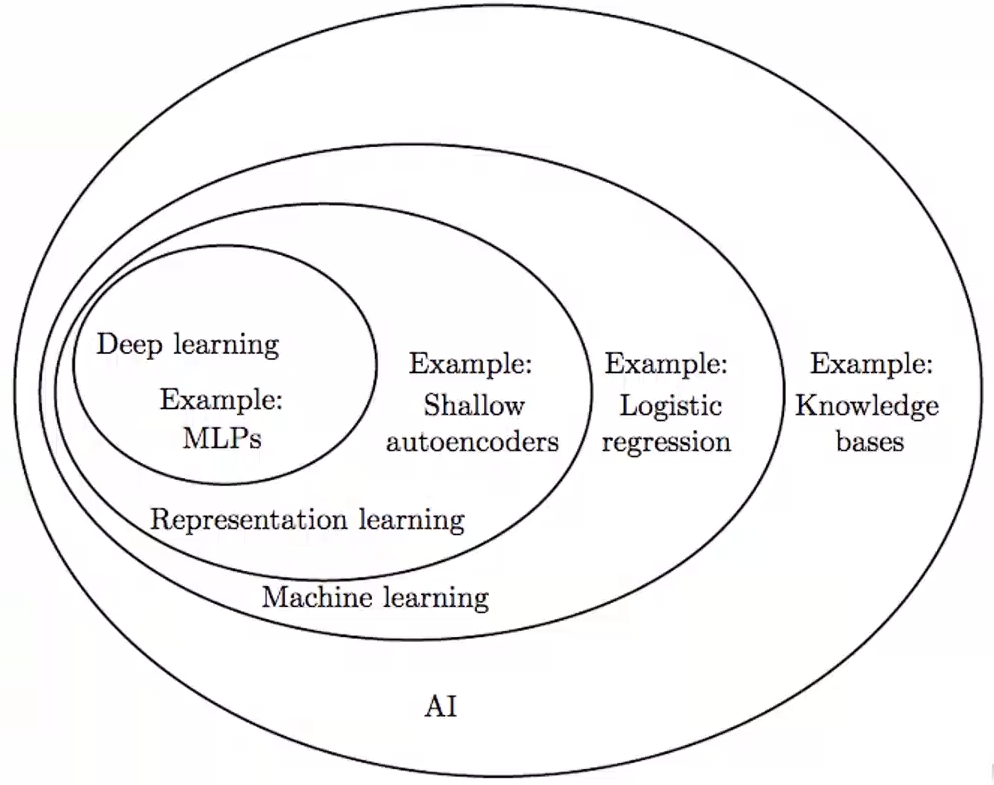 Deep learning
Example:
MLPs
Example:
Shallow
autoencoders
Example:
Logistic
regression
Example:
Knowledge
bases
Representation learning
Machine learning
AI